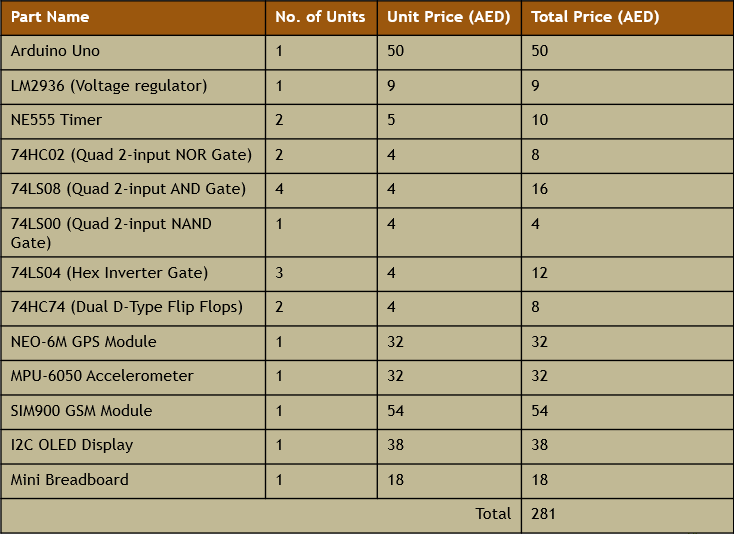 Part Name No. of Units Unit Price (AED) Total Price (AED)
Arduino Uno 1 50 50
LM2936 (Voltage regulator) 1 9 9
NE555 Timer 2 5 10
74HC02 (Quad 2-input NOR Gate) 2 4 8
74LS08 (Quad 2-input AND Gate) 4 4 16
74LS00 (Quad 2-input NAND 1 4 4
Gate)
74LS04 (Hex Inverter Gate) 3 4 12
74HC74 (Dual D-Type Flip Flops) 2 4 8
NEO-6M GPS Module 1 32 32
MPU-6050 Accelerometer 1 32 32
SIM900 GSM Module 1 54 54
I2C OLED Display 1 38 38
Mini Breadboard 1 18 18
Total 281